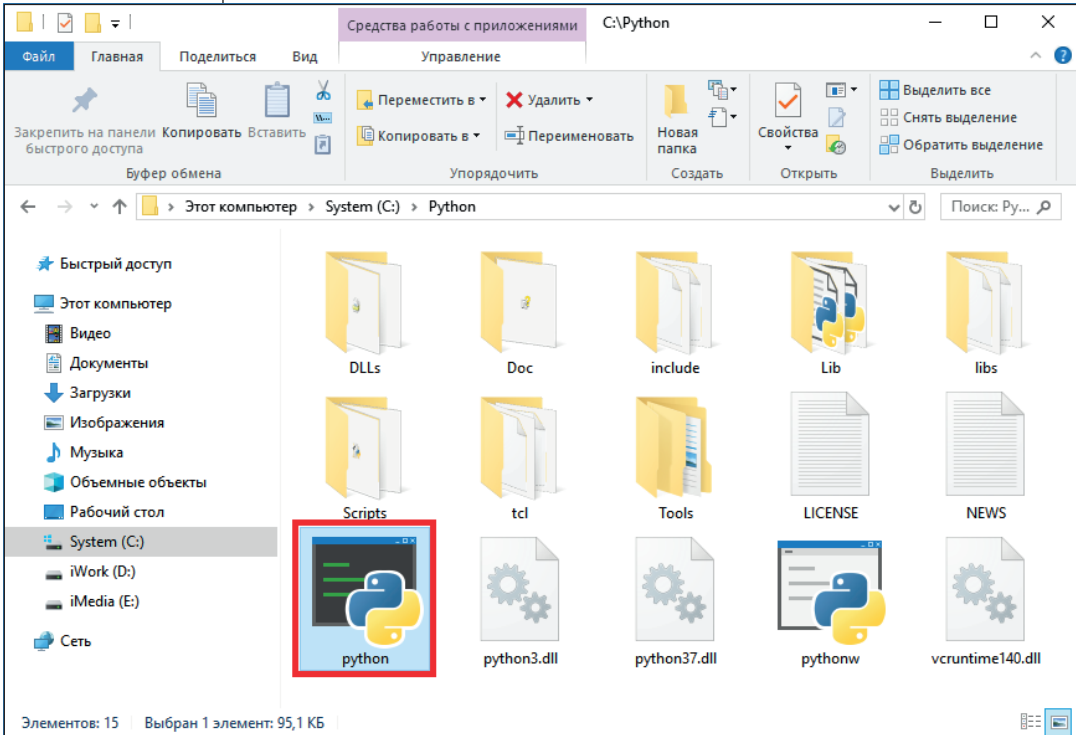 Средства работы с приложениями
C:\Python
Файл Главная Поделиться Вид Управление
Закрепить на панели быстрого доступа
Копировать
Вставить
Переместить в
Копировать в
Удалить
Переименовать
Новая папка
Свойства
Выделить все
Снять выделение
Обратить выделение
Буфер обмена Упорядочить Создать Открыть Выделить
Этот компьютер > System (C:) > Python
Поиск: Py...
Быстрый доступ
Этот компьютер
Видео
Документы
Загрузки
Изображения
Музыка
Объемные объекты
Рабочий стол
System (C:)
iWork (D:)
iMedia (E:)
Сеть
DLLs Doc include Lib libs
Scripts tcl Tools LICENSE NEWS
python python3.dll python37.dll pythonw vcruntime140.dll
Элементов: 15 Выбран 1 элемент: 95,1 КБ